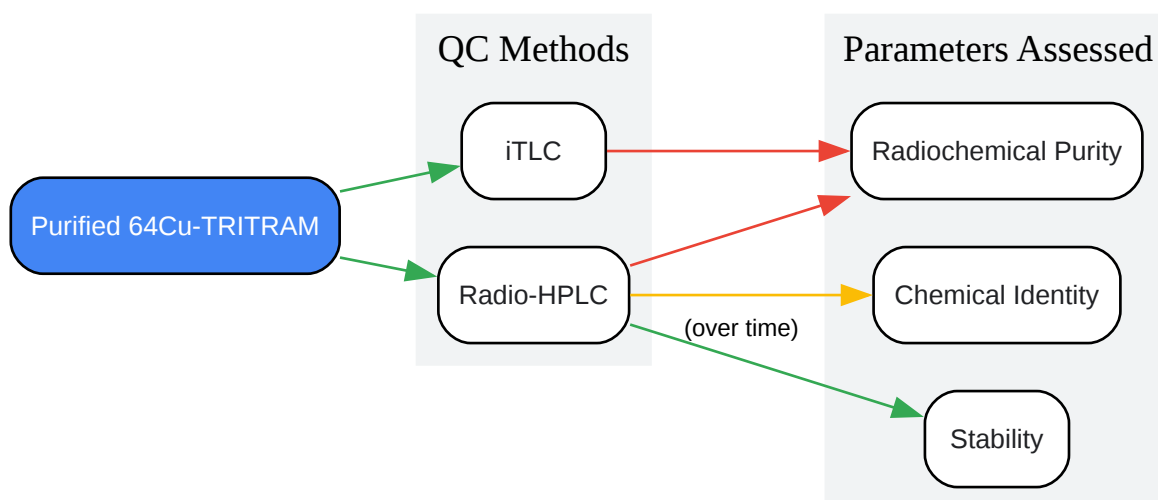 QC Methods
Parameters Assessed
iTLC
Radiochemical Purity
Purified 64Cu-TRITRAM
Radio-HPLC
Chemical Identity
(over time)
Stability